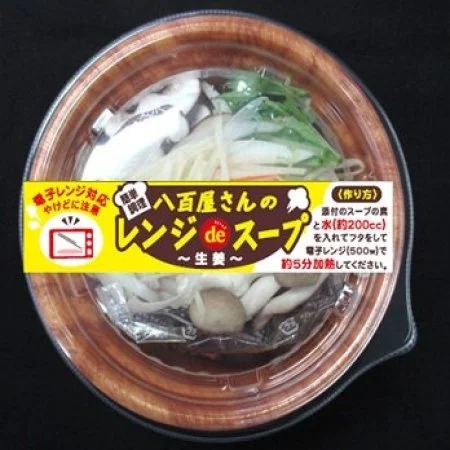 電子レンジ対応
やけどに注意
簡単
調理
八百屋さんの
レンジ de スープ
～生姜～
〈作り方〉
添付のスープの素
と水(約200cc)
を入れてフタをして
電子レンジ(500w)で
約5分加熱してください。